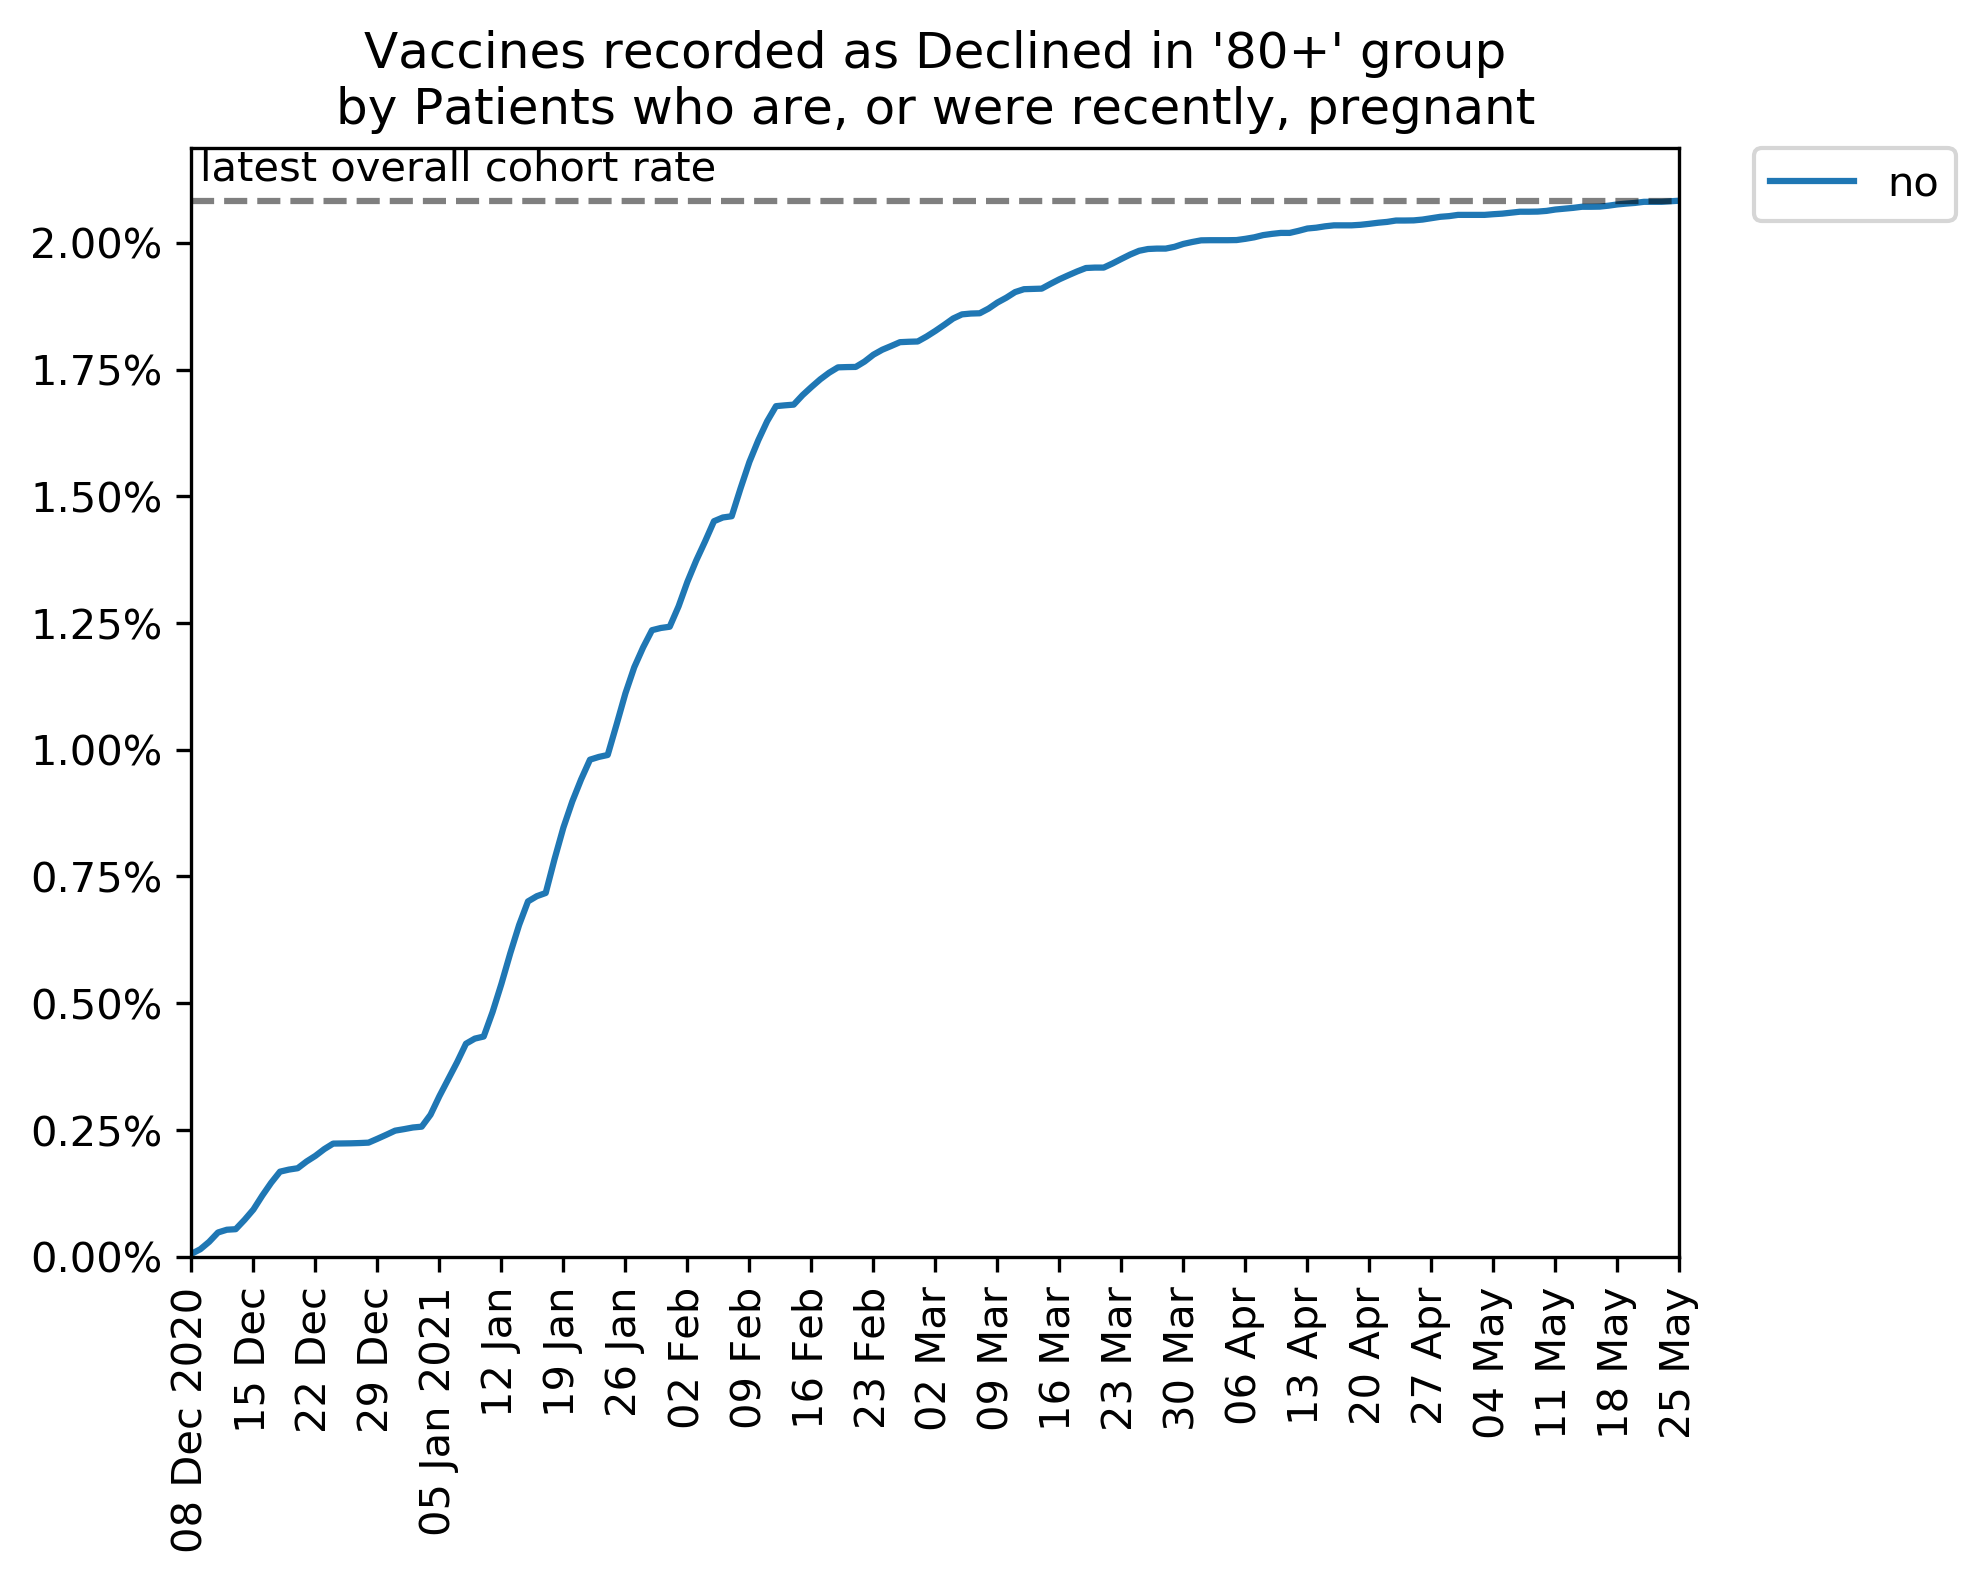 Vaccines recorded as Declined in '80+' group
by Patients who are, or were recently, pregnant
latest overall cohort rate
no
2.00%
1.75%
1.50%
1.25%
1.00%
0.75%
0.50%
0.25%
0.00%
08 Dec 2020
15 Dec
22 Dec
29 Dec
05 Jan 2021
12 Jan
19 Jan
26 Jan
02 Feb
09 Feb
16 Feb
23 Feb
02 Mar
09 Mar
16 Mar
23 Mar
30 Mar
06 Apr
13 Apr
20 Apr
27 Apr
04 May
11 May
18 May
25 May